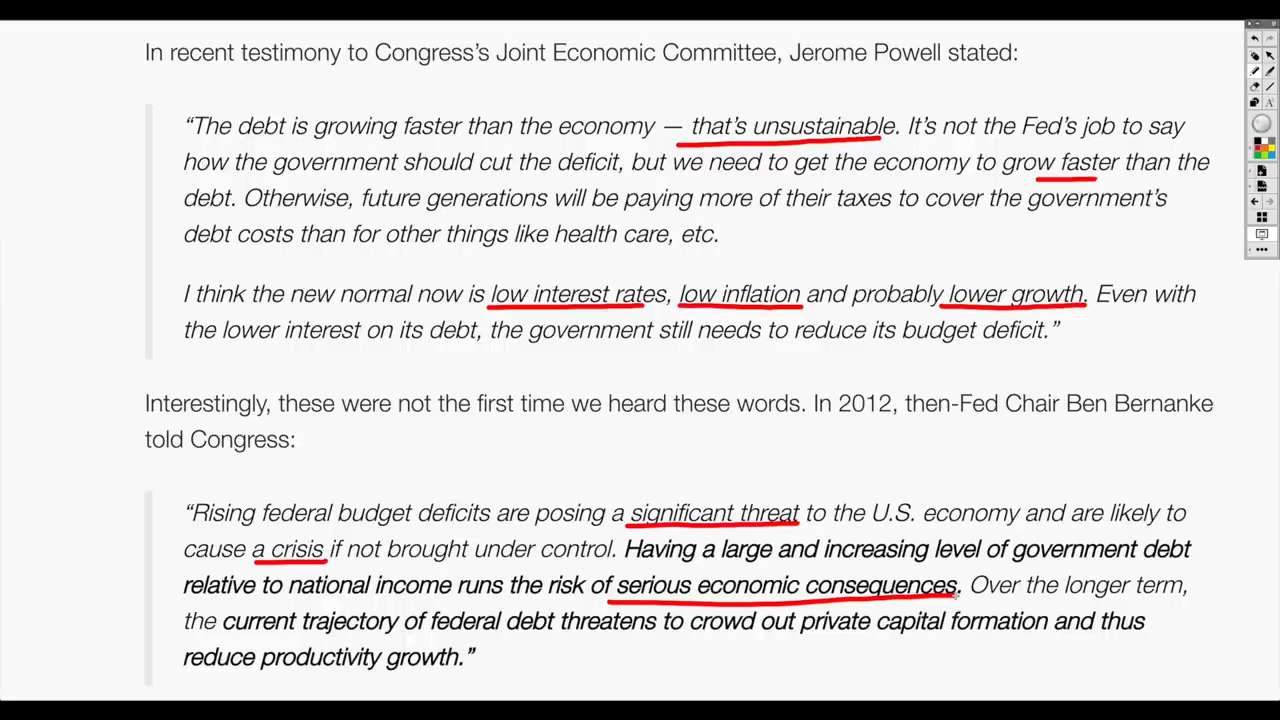 In recent testimony to Congress’s Joint Economic Committee, Jerome Powell stated:
“The debt is growing faster than the economy — that’s unsustainable. It’s not the Fed’s job to say
how the government should cut the deficit, but we need to get the economy to grow faster than the
debt. Otherwise, future generations will be paying more of their taxes to cover the government’s
debt costs than for other things like health care, etc.
I think the new normal now is low interest rates, low inflation and probably lower growth. Even with
the lower interest on its debt, the government still needs to reduce its budget deficit.”
Interestingly, these were not the first time we heard these words. In 2012, then-Fed Chair Ben Bernanke
told Congress:
“Rising federal budget deficits are posing a significant threat to the U.S. economy and are likely to
cause a crisis if not brought under control. Having a large and increasing level of government debt
relative to national income runs the risk of serious economic consequences. Over the longer term,
the current trajectory of federal debt threatens to crowd out private capital formation and thus
reduce productivity growth.”